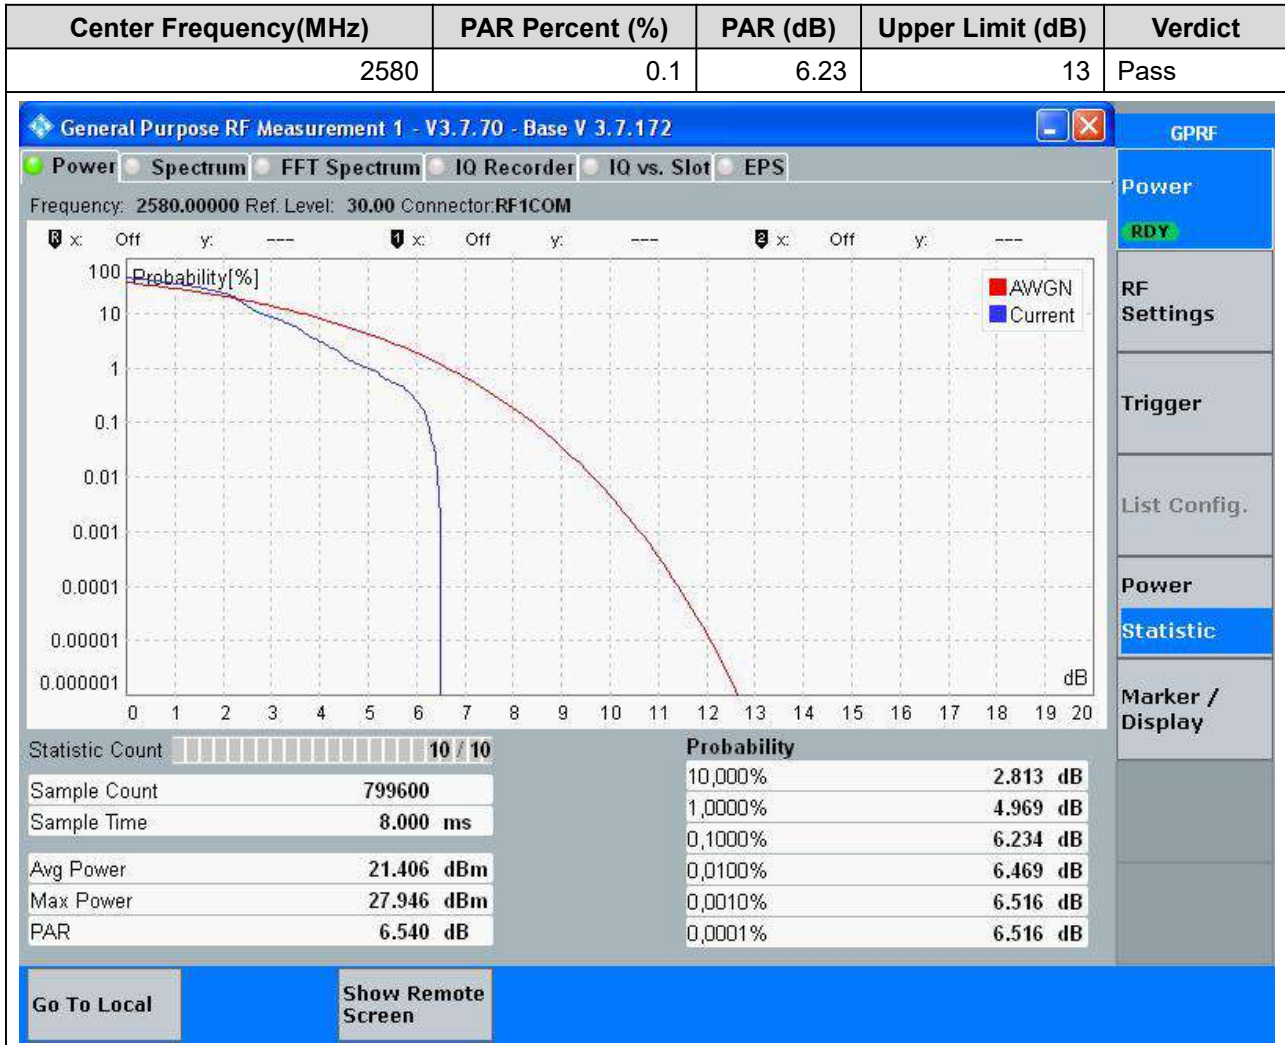 Center Frequency(MHz) PAR Percent (%) PAR (dB) Upper Limit (dB) Verdict
2580 0.1 6.23 13 Pass
General Purpose RF Measurement 1 - V3.7.70 - Base V 3.7.172
GPRF
Power Spectrum FFT Spectrum IQ Recorder IQ vs. Slot EPS
Frequency: 2580.00000 Ref. Level: 30.00 Connector:RF1COM
R x: Off y: --- 1 x: Off y: --- 2 x: Off y: ---
Probability[%]
AWGN
Current
100
10
1
0.1
0.01
0.001
0.0001
0.00001
0.000001
dB
0 1 2 3 4 5 6 7 8 9 10 11 12 13 14 15 16 17 18 19 20
Statistic Count 10 / 10
Sample Count 799600
Sample Time 8.000 ms
Avg Power 21.406 dBm
Max Power 27.946 dBm
PAR 6.540 dB
Probability
10,000% 2.813 dB
1,0000% 4.969 dB
0,1000% 6.234 dB
0,0100% 6.469 dB
0,0010% 6.516 dB
0,0001% 6.516 dB
Power
RDY
RF
Settings
Trigger
List Config.
Power
Statistic
Marker /
Display
Go To Local
Show Remote
Screen